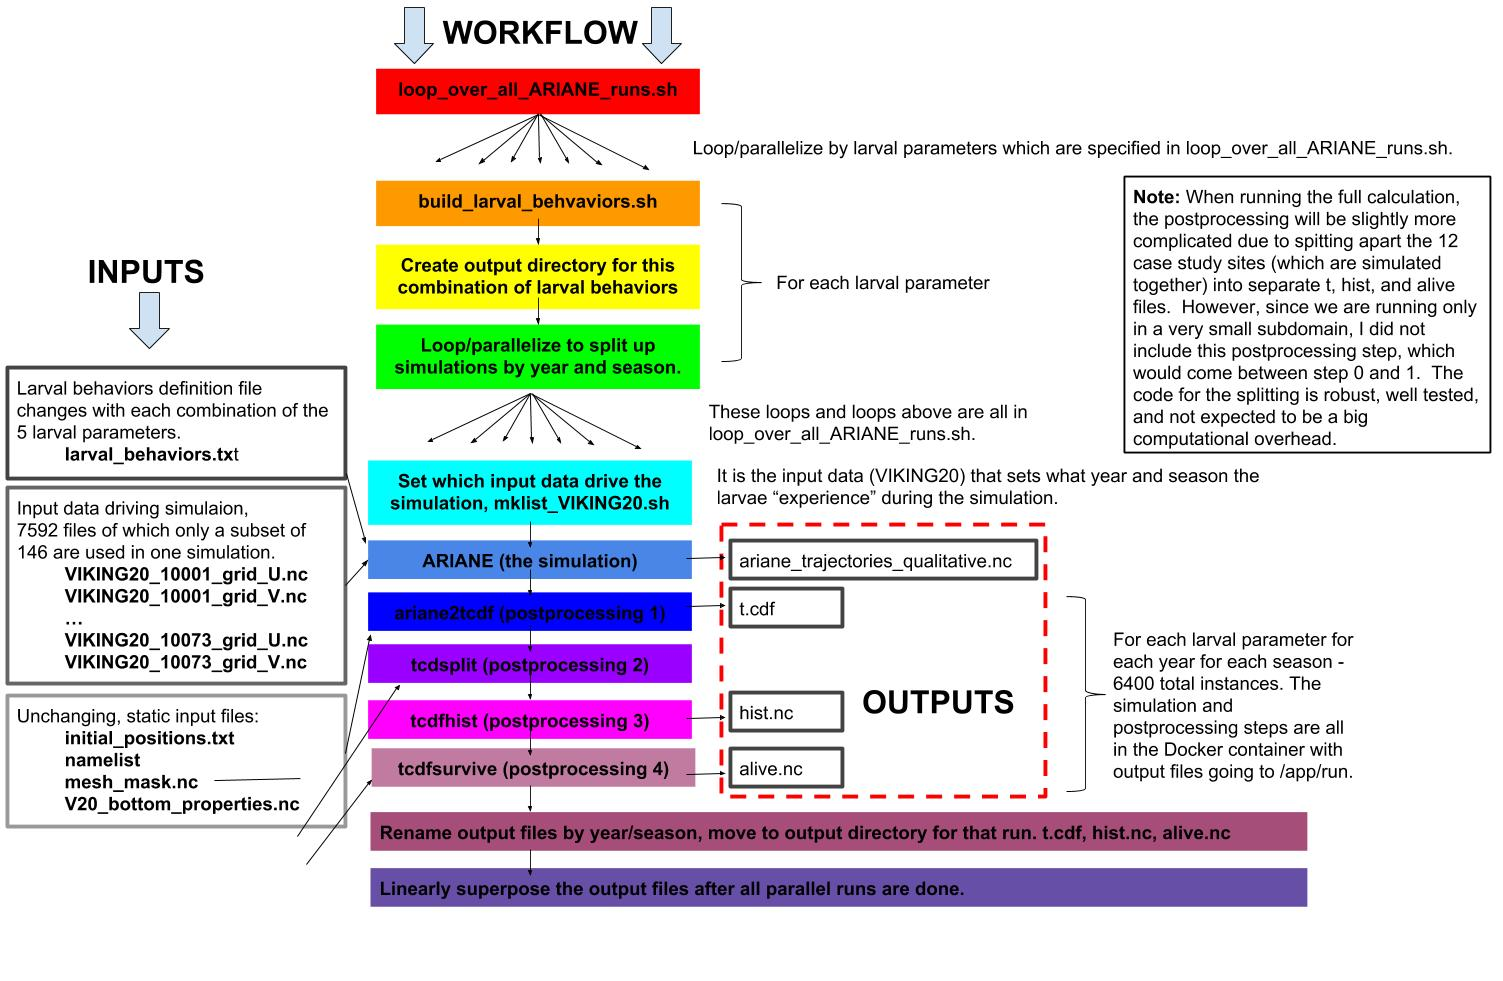 WORKFLOW
loop_over_all_ARIANE_runs.sh
Loop/parallelize by larval parameters which are specified in loop_over_all_ARIANE_runs.sh.
build_larval_behvaviors.sh
Create output directory for this
combination of larval behaviors
Loop/parallelize to split up
simulations by year and season.
For each larval parameter
Note: When running the full calculation,
the postprocessing will be slightly more
complicated due to spitting apart the 12
case study sites (which are simulated
together) into separate t, hist, and alive
files.  However, since we are running only
in a very small subdomain, I did not
include this postprocessing step, which
would come between step 0 and 1.  The
code for the splitting is robust, well tested,
and not expected to be a big
computational overhead.
INPUTS
Larval behaviors definition file
changes with each combination of the
5 larval parameters.
larval_behaviors.txt
Input data driving simulaion,
7592 files of which only a subset of
146 are used in one simulation.
VIKING20_10001_grid_U.nc
VIKING20_10001_grid_V.nc
...
VIKING20_10073_grid_U.nc
VIKING20_10073_grid_V.nc
Unchanging, static input files:
initial_positions.txt
namelist
mesh_mask.nc
V20_bottom_properties.nc
These loops and loops above are all in
loop_over_all_ARIANE_runs.sh.
Set which input data drive the
simulation, mklist_VIKING20.sh
It is the input data (VIKING20) that sets what year and season the
larvae “experience” during the simulation.
ARIANE (the simulation)
ariane_trajectories_qualitative.nc
ariane2tcdf (postprocessing 1)
t.cdf
tcdsplit (postprocessing 2)
tcdfhist (postprocessing 3)
hist.nc
OUTPUTS
tcdfsurvive (postprocessing 4)
alive.nc
For each larval parameter for
each year for each season -
6400 total instances. The
simulation and
postprocessing steps are all
in the Docker container with
output files going to /app/run.
Rename output files by year/season, move to output directory for that run. t.cdf, hist.nc, alive.nc
Linearly superpose the output files after all parallel runs are done.